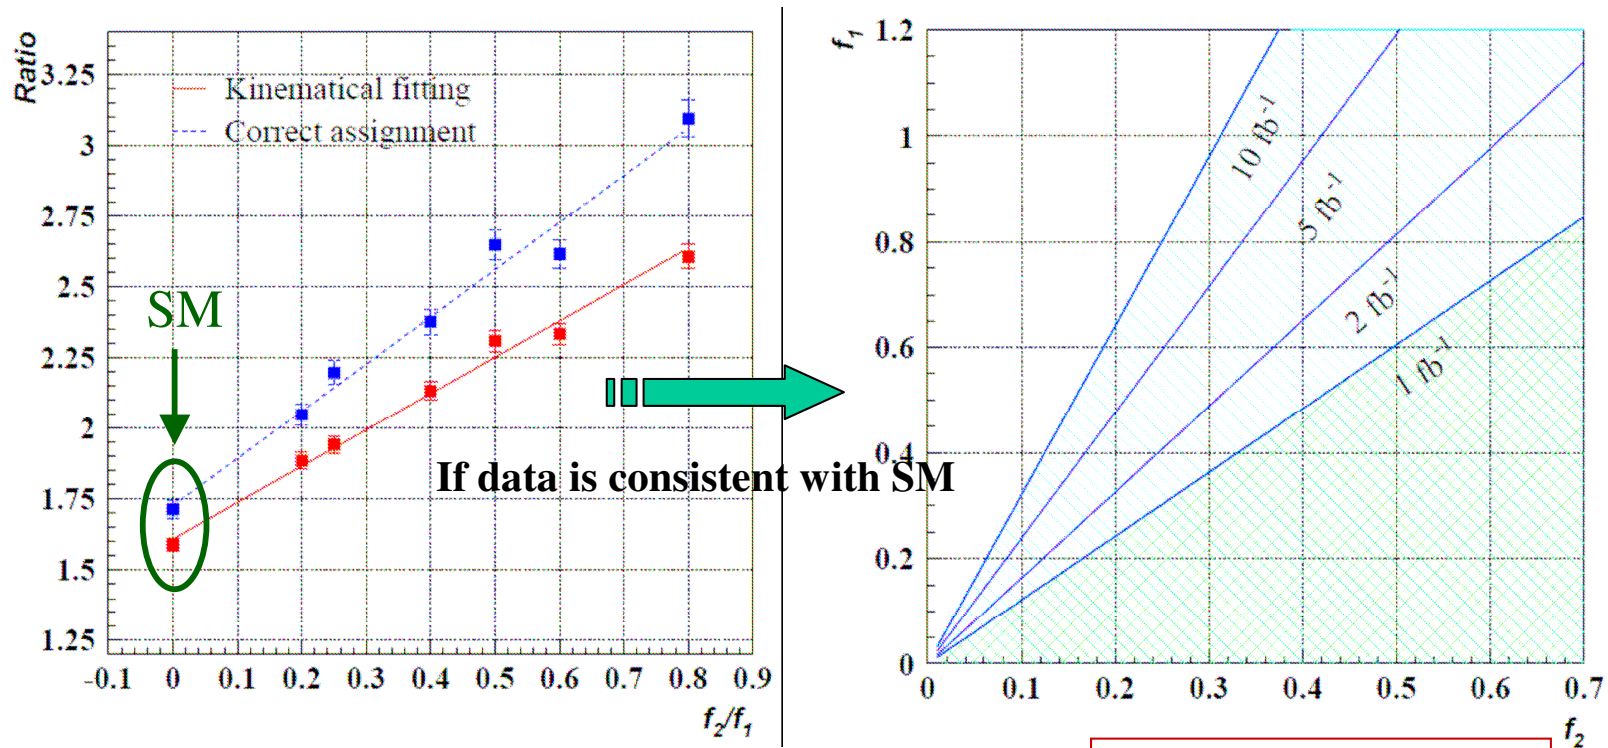 Ratio
3.25
3
2.75
2.5
2.25
2
1.75
1.5
1.25
Kinematical fitting
Correct assignment
SM
-0.1 0 0.1 0.2 0.3 0.4 0.5 0.6 0.7 0.8 0.9
f2/f1
If data is consistent with SM
f1
1.2
1
0.8
0.6
0.4
0.2
0
10 fb-1
5 fb-1
2 fb-1
1 fb-1
0 0.1 0.2 0.3 0.4 0.5 0.6 0.7
f2